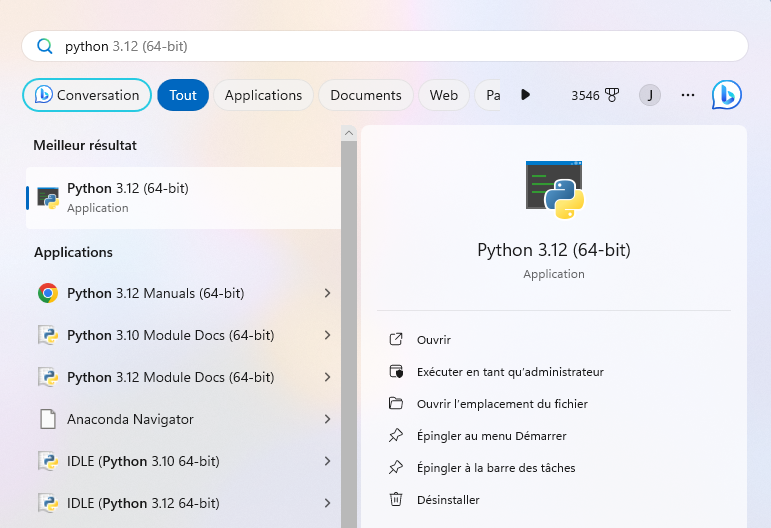 python 3.12 (64-bit)
Conversation
Tout
Applications
Documents
Web
Pa
3546
J
Meilleur résultat
Python 3.12 (64-bit)
Application
Applications
Python 3.12 Manuals (64-bit)
Python 3.10 Module Docs (64-bit)
Python 3.12 Module Docs (64-bit)
Anaconda Navigator
IDLE (Python 3.10 64-bit)
IDLE (Python 3.12 64-bit)
Python 3.12 (64-bit)
Application
Ouvrir
Exécuter en tant qu’administrateur
Ouvrir l’emplacement du fichier
Épingler au menu Démarrer
Épingler à la barre des tâches
Désinstaller